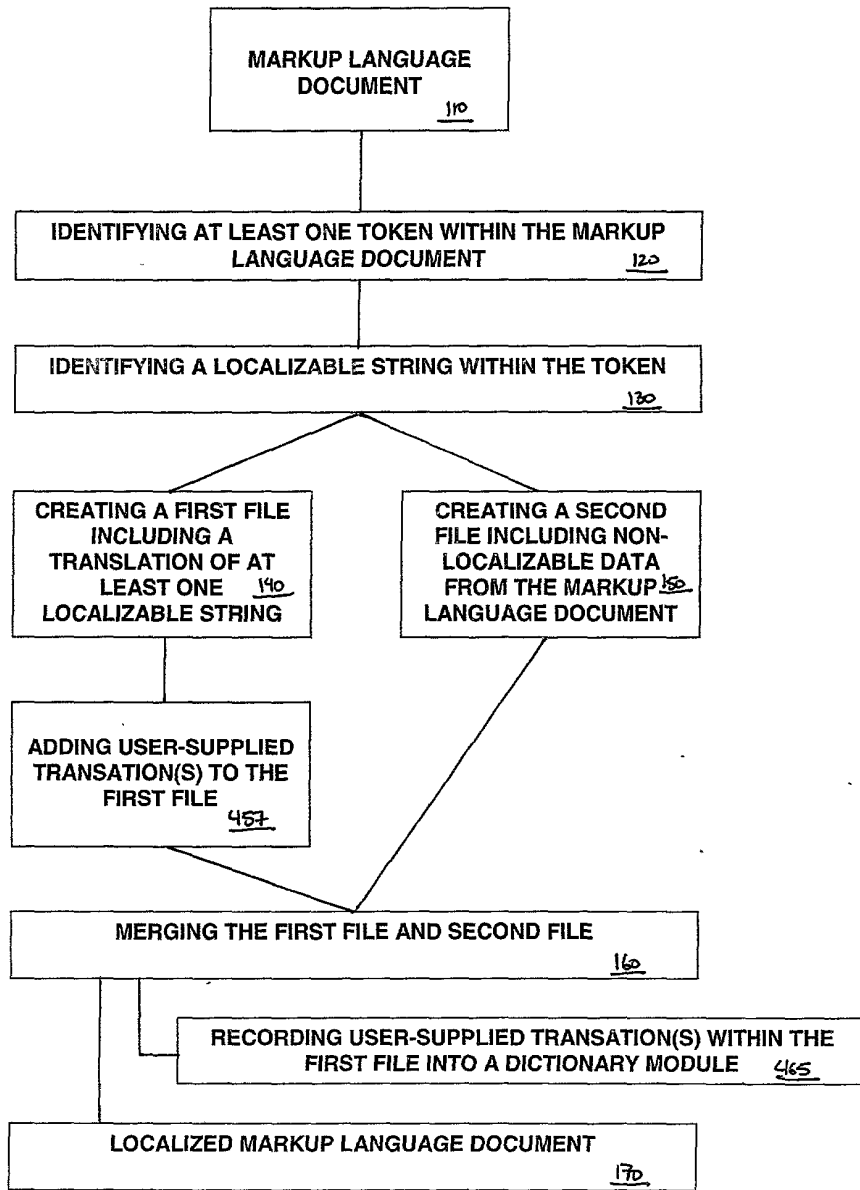 MARKUP LANGUAGE
DOCUMENT
110
IDENTIFYING AT LEAST ONE TOKEN WITHIN THE MARKUP
LANGUAGE DOCUMENT 120
IDENTIFYING A LOCALIZABLE STRING WITHIN THE TOKEN
130
CREATING A FIRST FILE
INCLUDING A
TRANSLATION OF AT
LEAST ONE 140
LOCALIZABLE STRING
CREATING A SECOND
FILE INCLUDING NON-
LOCALIZABLE DATA
FROM THE MARKUP 150
LANGUAGE DOCUMENT
ADDING USER-SUPPLIED
TRANSATION(S) TO THE
FIRST FILE
457
MERGING THE FIRST FILE AND SECOND FILE
160
RECORDING USER-SUPPLIED TRANSATION(S) WITHIN THE
FIRST FILE INTO A DICTIONARY MODULE 465
LOCALIZED MARKUP LANGUAGE DOCUMENT
170